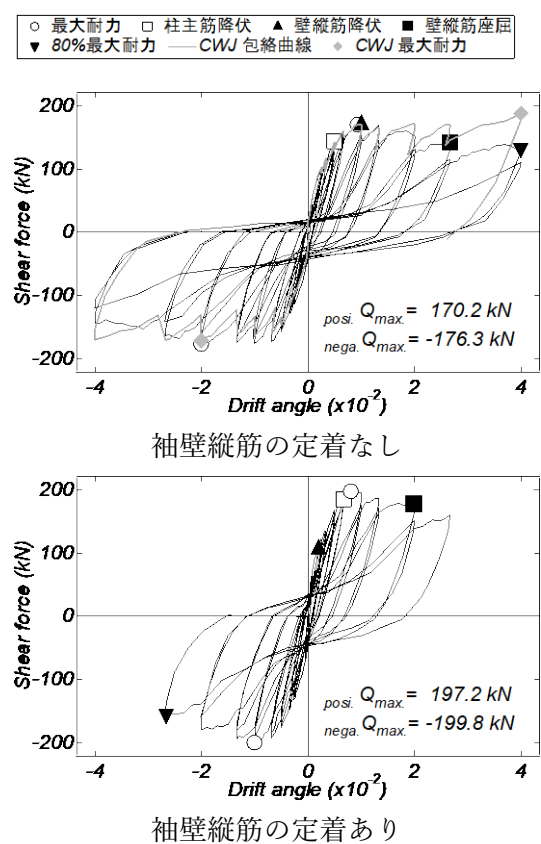 ○ 最大耐力 □ 柱主筋降伏 ▲ 壁縦筋降伏 ■ 壁縦筋座屈
▼ 80%最大耐力 — CWJ 包絡曲線 ◆ CWJ 最大耐力
200
100
0
-100
-200
Shear force (kN)
posi. Qmax.= 170.2 kN
nega. Qmax.= -176.3 kN
-4 -2 0 2 4
Drift angle (x10-2)
袖壁縦筋の定着なし
200
100
0
-100
-200
Shear force (kN)
posi. Qmax.= 197.2 kN
nega. Qmax.= -199.8 kN
-4 -2 0 2 4
Drift angle (x10-2)
袖壁縦筋の定着あり